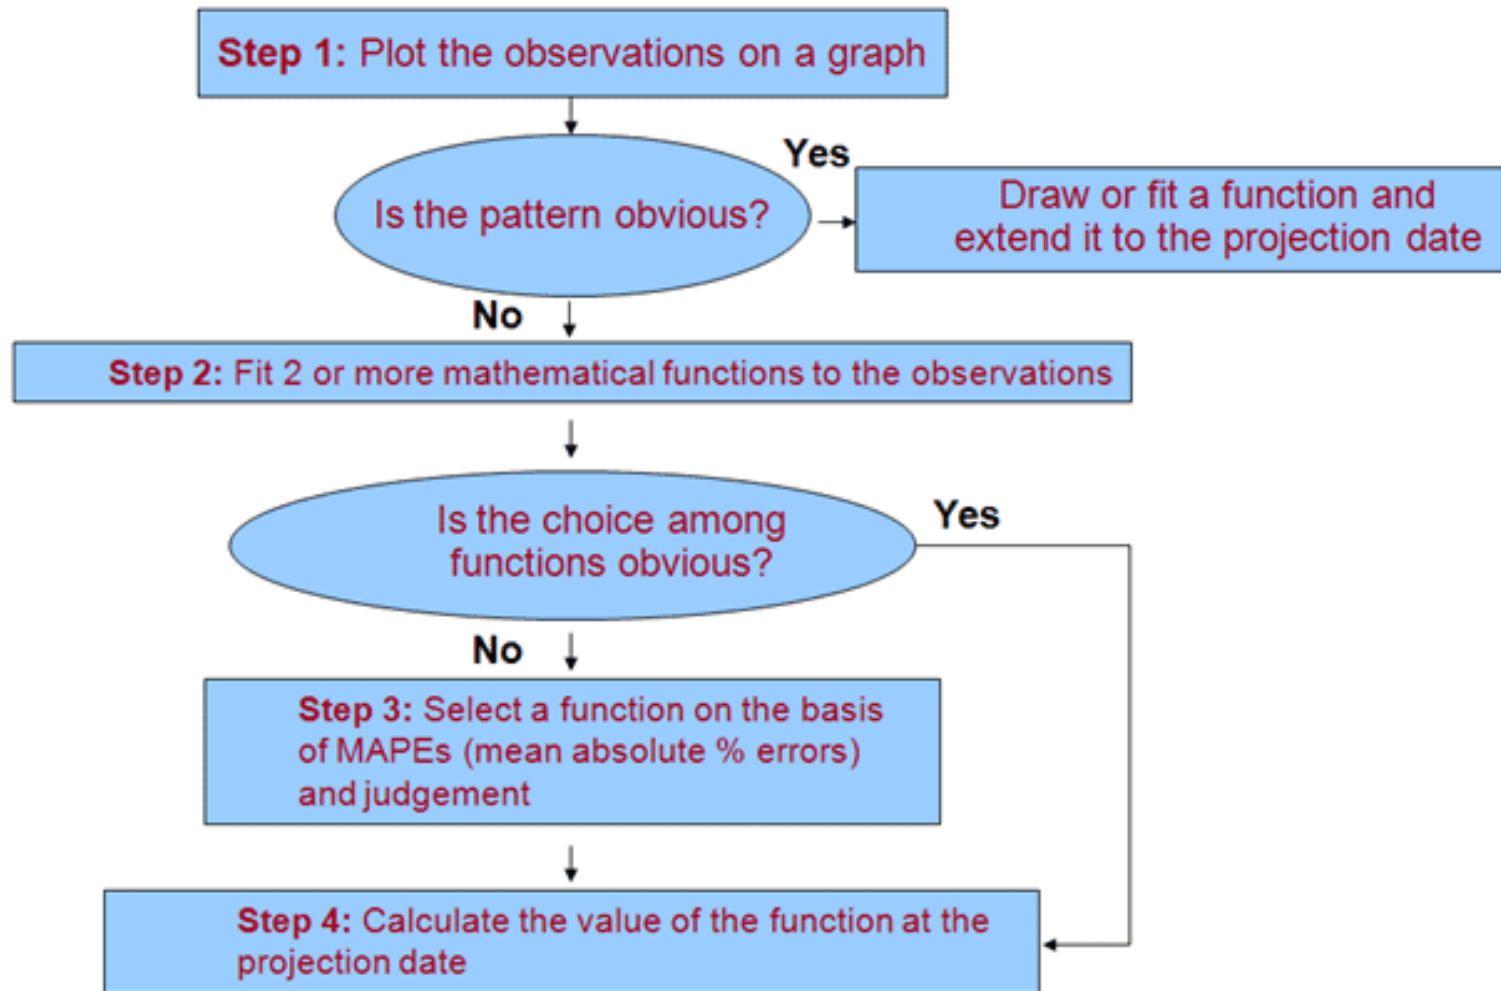 Step 1: Plot the observations on a graph
Yes
Is the pattern obvious?
Draw or fit a function and
extend it to the projection date
No
Step 2: Fit 2 or more mathematical functions to the observations
Is the choice among
functions obvious?
Yes
No
Step 3: Select a function on the basis
of MAPEs (mean absolute % errors)
and judgement
Step 4: Calculate the value of the function at the
projection date